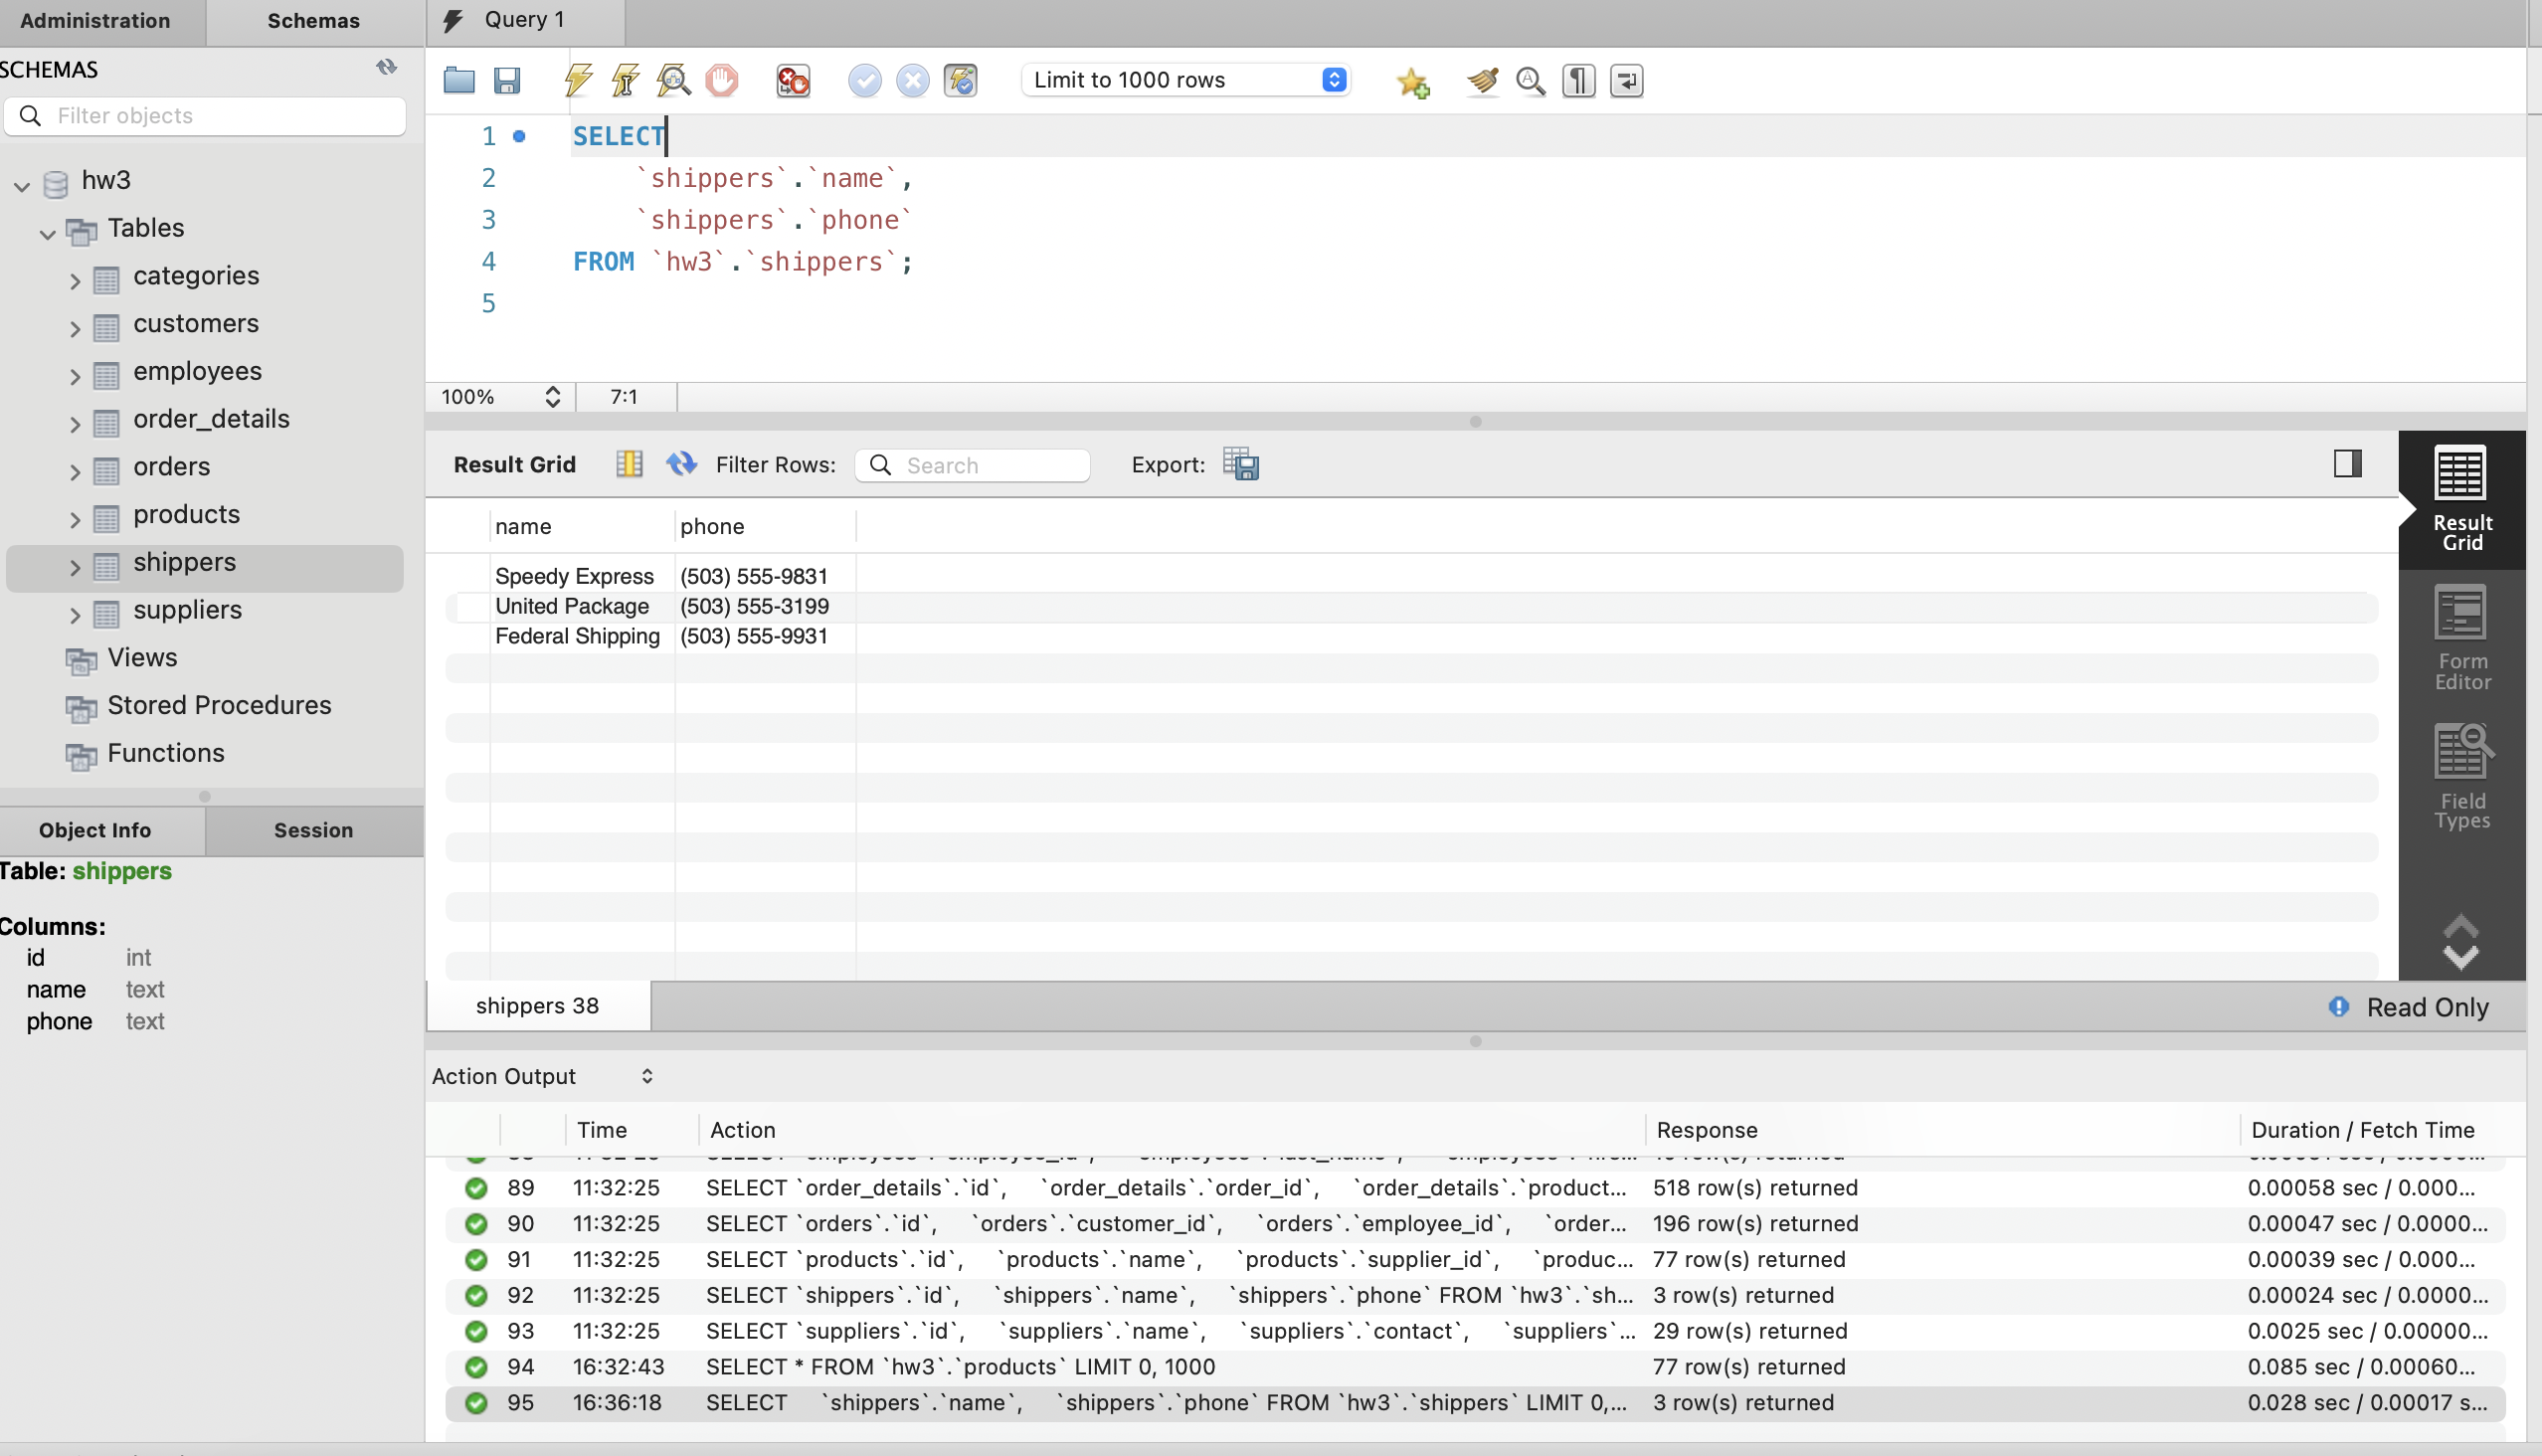 Administration
Schemas
Query 1
SCHEMAS
Filter objects
hw3
Tables
categories
customers
employees
order_details
orders
products
shippers
suppliers
Views
Stored Procedures
Functions
Object Info
Session
Table: shippers
Columns:
id int
name text
phone text
Limit to 1000 rows
1 SELECT
2 `shippers`.`name`,
3 `shippers`.`phone`
4 FROM `hw3`.`shippers`;
5
100% 7:1
Result Grid Filter Rows: Search Export:
name phone
Speedy Express (503) 555-9831
United Package (503) 555-3199
Federal Shipping (503) 555-9931
Result
Grid
Form
Editor
Field
Types
shippers 38
Read Only
Action Output
Time Action Response Duration / Fetch Time
89 11:32:25 SELECT `order_details`.`id`, `order_details`.`order_id`, `order_details`.`product... 518 row(s) returned 0.00058 sec / 0.000...
90 11:32:25 SELECT `orders`.`id`, `orders`.`customer_id`, `orders`.`employee_id`, `order... 196 row(s) returned 0.00047 sec / 0.0000...
91 11:32:25 SELECT `products`.`id`, `products`.`name`, `products`.`supplier_id`, `produc... 77 row(s) returned 0.00039 sec / 0.000...
92 11:32:25 SELECT `shippers`.`id`, `shippers`.`name`, `shippers`.`phone` FROM `hw3`.`sh... 3 row(s) returned 0.00024 sec / 0.0000...
93 11:32:25 SELECT `suppliers`.`id`, `suppliers`.`name`, `suppliers`.`contact`, `suppliers`... 29 row(s) returned 0.0025 sec / 0.00000...
94 16:32:43 SELECT * FROM `hw3`.`products` LIMIT 0, 1000 77 row(s) returned 0.085 sec / 0.00060...
95 16:36:18 SELECT `shippers`.`name`, `shippers`.`phone` FROM `hw3`.`shippers` LIMIT 0,... 3 row(s) returned 0.028 sec / 0.00017 s...